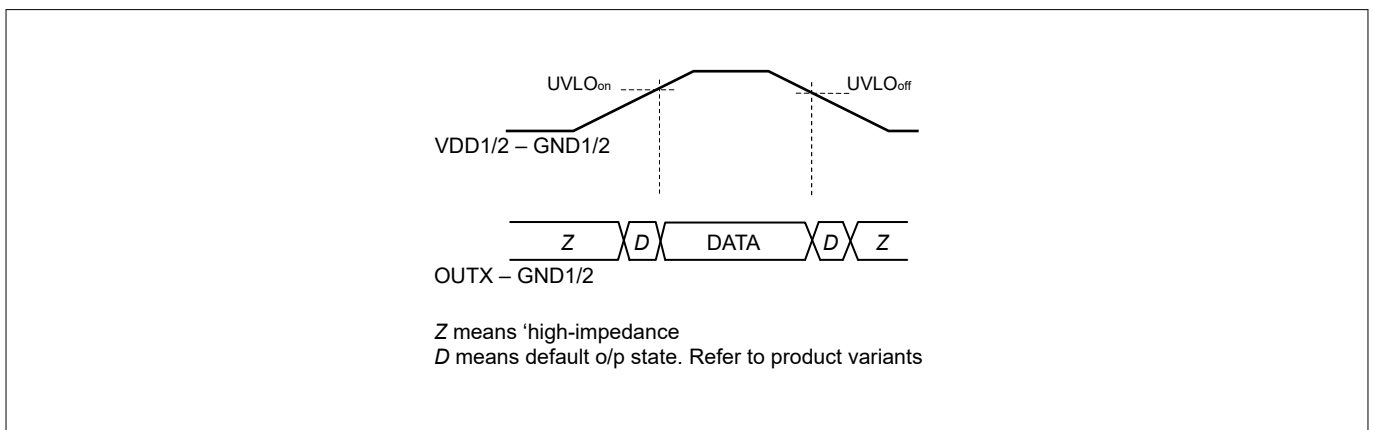 UVLOon
UVLOoff
VDD1/2 – GND1/2
Z D DATA D Z
OUTX – GND1/2
Z means ‘high-impedance
D means default o/p state. Refer to product variants